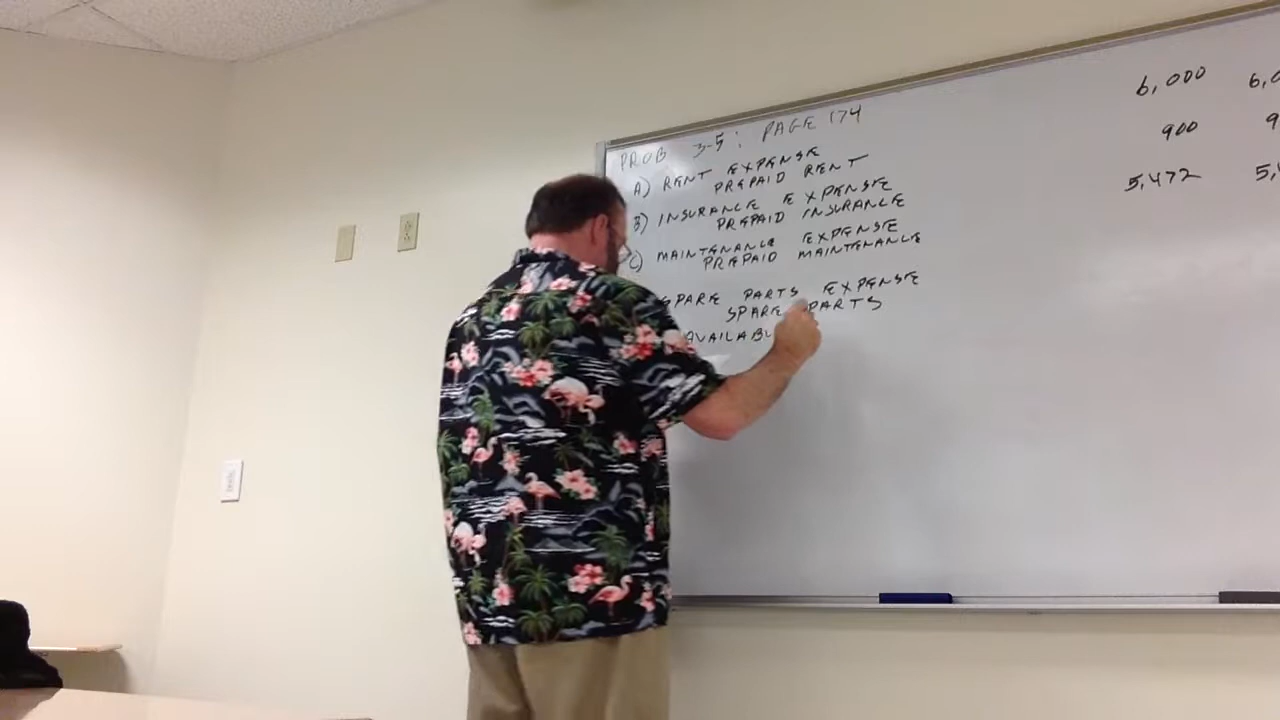 PROB 3-5: PAGE 174
A) RENT EXPENSE 6,000
PREPAID RENT
B) INSURANCE EXPENSE 900
PREPAID INSURANCE
C) MAINTENANCE EXPENSE 5,472
PREPAID MAINTENANCE
SPARE PARTS EXPENSE
SPARE PARTS